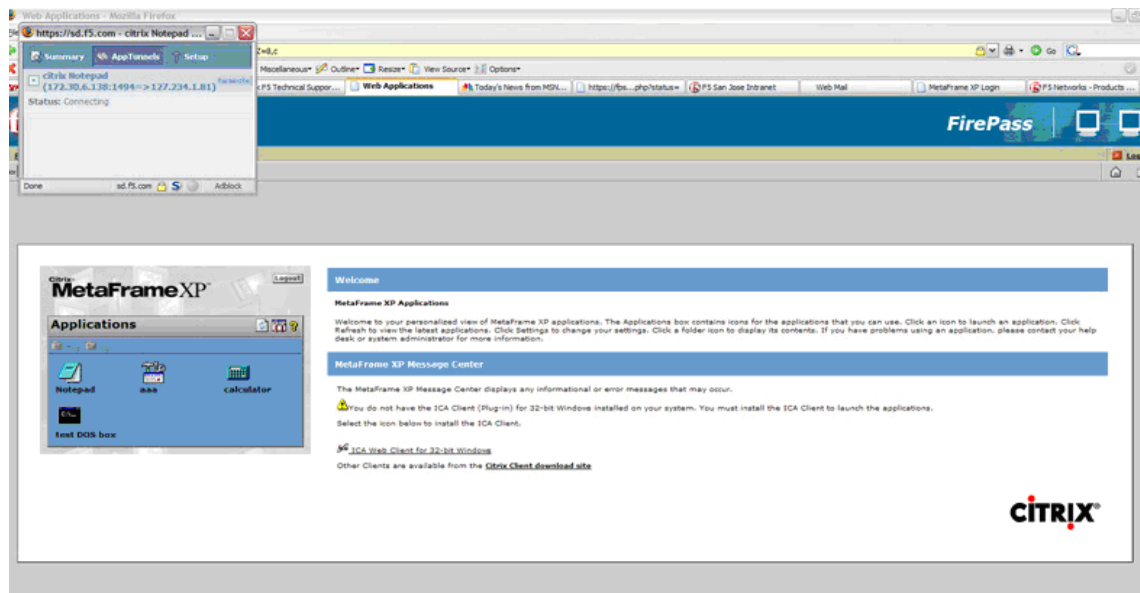 Web Applications - Mozilla Firefox
https://sd.f5.com - citrix Notepad ...
Summary
AppTunnels
Setup
citrix Notepad
(172.30.6.138:1494=>127.234.1.81)
Status: Connecting
Done
sd.f5.com
Adblock
Z=0,c
Go
Miscellaneous
Outline
Resize
View Source
Options
F5 Technical Suppor...
Web Applications
Today's News from MSN...
https://fps...php?status=
F5 San Jose Intranet
Web Mail
MetaFrame XP Login
F5 Networks - Products ...
FirePass
Citrix
MetaFrame XP
Logout
Applications
Notepad
aaa
calculator
test DOS box
Welcome
MetaFrame XP Applications
Welcome to your personalized view of MetaFrame XP applications. The Applications box contains icons for the applications that you can use. Click an icon to launch an application. Click
Refresh to view the latest applications. Click Settings to change your settings. Click a folder icon to display its contents. If you have problems using an application, please contact your help
desk or system administrator for more information.
MetaFrame XP Message Center
The MetaFrame XP Message Center displays any informational or error messages that may occur.
You do not have the ICA Client (Plug-in) for 32-bit Windows installed on your system. You must install the ICA Client to launch the applications.
Select the icon below to install the ICA Client.
ICA Web Client for 32-bit Windows
Other Clients are available from the Citrix Client download site
CITRIX